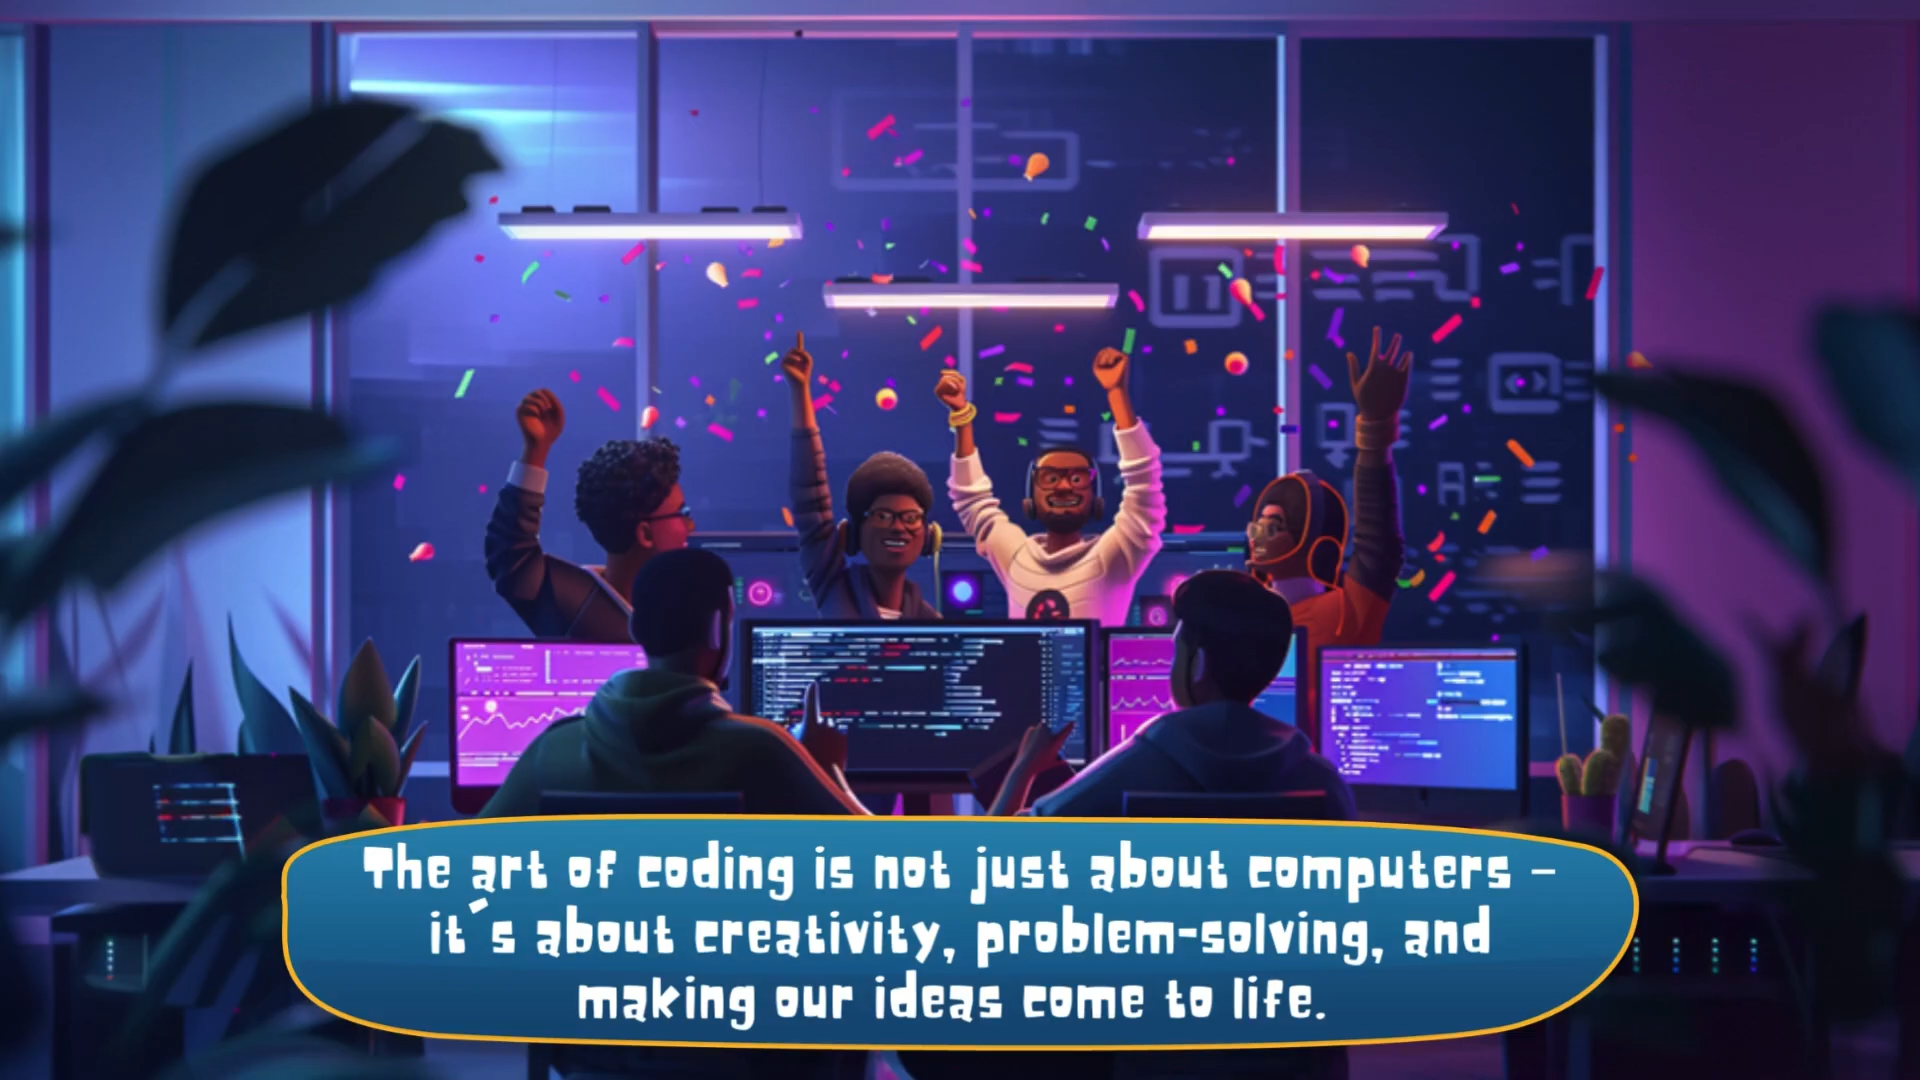 The art of coding is not just about computers –
it´s about creativity, problem-solving, and
making our ideas come to life.